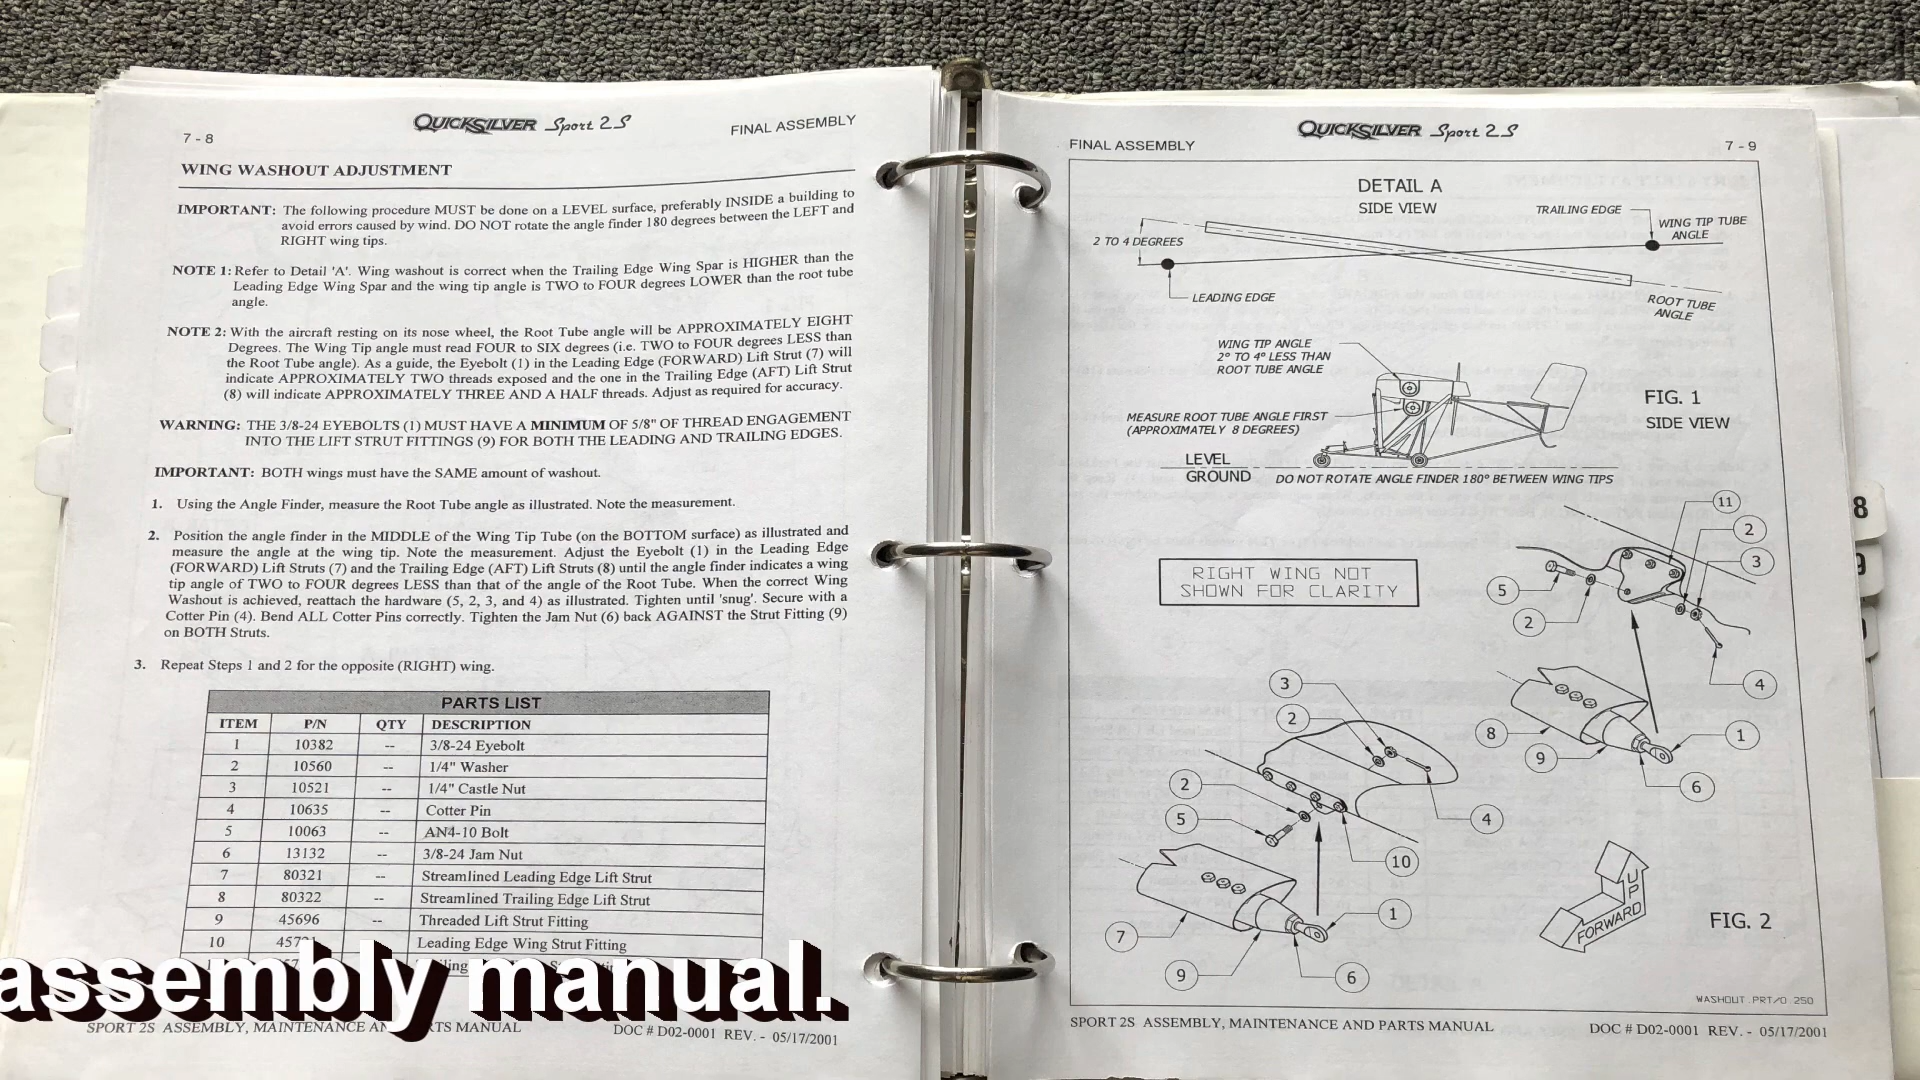 7 - 8
QUICKSILVER Sport 2S
FINAL ASSEMBLY
WING WASHOUT ADJUSTMENT
IMPORTANT: The following procedure MUST be done on a LEVEL surface, preferably INSIDE a building to
avoid errors caused by wind. DO NOT rotate the angle finder 180 degrees between the LEFT and
RIGHT wing tips.
NOTE 1: Refer to Detail 'A'. Wing washout is correct when the Trailing Edge Wing Spar is HIGHER than the
Leading Edge Wing Spar and the wing tip angle is TWO to FOUR degrees LOWER than the root tube
angle.
NOTE 2: With the aircraft resting on its nose wheel, the Root Tube angle will be APPROXIMATELY EIGHT
Degrees. The Wing Tip angle must read FOUR to SIX degrees (i.e. TWO to FOUR degrees LESS than
the Root Tube angle). As a guide, the Eyebolt (1) in the Leading Edge (FORWARD) Lift Strut (7) will
indicate APPROXIMATELY TWO threads exposed and the one in the Trailing Edge (AFT) Lift Strut
(8) will indicate APPROXIMATELY THREE AND A HALF threads. Adjust as required for accuracy.
WARNING: THE 3/8-24 EYEBOLTS (1) MUST HAVE A MINIMUM OF 5/8" OF THREAD ENGAGEMENT
INTO THE LIFT STRUT FITTINGS (9) FOR BOTH THE LEADING AND TRAILING EDGES.
IMPORTANT: BOTH wings must have the SAME amount of washout.
1. Using the Angle Finder, measure the Root Tube angle as illustrated. Note the measurement.
2. Position the angle finder in the MIDDLE of the Wing Tip Tube (on the BOTTOM surface) as illustrated and
measure the angle at the wing tip. Note the measurement. Adjust the Eyebolt (1) in the Leading Edge
(FORWARD) Lift Struts (7) and the Trailing Edge (AFT) Lift Struts (8) until the angle finder indicates a wing
tip angle of TWO to FOUR degrees LESS than that of the angle of the Root Tube. When the correct Wing
Washout is achieved, reattach the hardware (5, 2, 3, and 4) as illustrated. Tighten until 'snug'. Secure with a
Cotter Pin (4). Bend ALL Cotter Pins correctly. Tighten the Jam Nut (6) back AGAINST the Strut Fitting (9)
on BOTH Struts.
3. Repeat Steps 1 and 2 for the opposite (RIGHT) wing.
PARTS LIST
ITEM P/N QTY DESCRIPTION
1 10382 -- 3/8-24 Eyebolt
2 10560 -- 1/4" Washer
3 10521 -- 1/4" Castle Nut
4 10635 -- Cotter Pin
5 10063 -- AN4-10 Bolt
6 13132 -- 3/8-24 Jam Nut
7 80321 -- Streamlined Leading Edge Lift Strut
8 80322 -- Streamlined Trailing Edge Lift Strut
9 45696 -- Threaded Lift Strut Fitting
10 Leading Edge Wing Strut Fitting
assembly manual.
SPORT 2S ASSEMBLY, MAINTENANCE MANUAL
DOC # D02-0001 REV. - 05/17/2001
QUICKSILVER Sport 2S
FINAL ASSEMBLY
7 - 9
DETAIL A
SIDE VIEW
TRAILING EDGE
WING TIP TUBE
ANGLE
2 TO 4 DEGREES
LEADING EDGE
ROOT TUBE
ANGLE
WING TIP ANGLE
2° TO 4° LESS THAN
ROOT TUBE ANGLE
FIG. 1
SIDE VIEW
MEASURE ROOT TUBE ANGLE FIRST
(APPROXIMATELY 8 DEGREES)
LEVEL
GROUND
DO NOT ROTATE ANGLE FINDER 180° BETWEEN WING TIPS
11
2
3
RIGHT WING NOT
SHOWN FOR CLARITY
5
2
4
3
2
8
1
9
6
2
5
4
10
1
7
9
6
UP
FORWARD
FIG. 2
WASHOUT.PRT/D.250
SPORT 2S ASSEMBLY, MAINTENANCE AND PARTS MANUAL
DOC # D02-0001 REV. - 05/17/2001
8
9